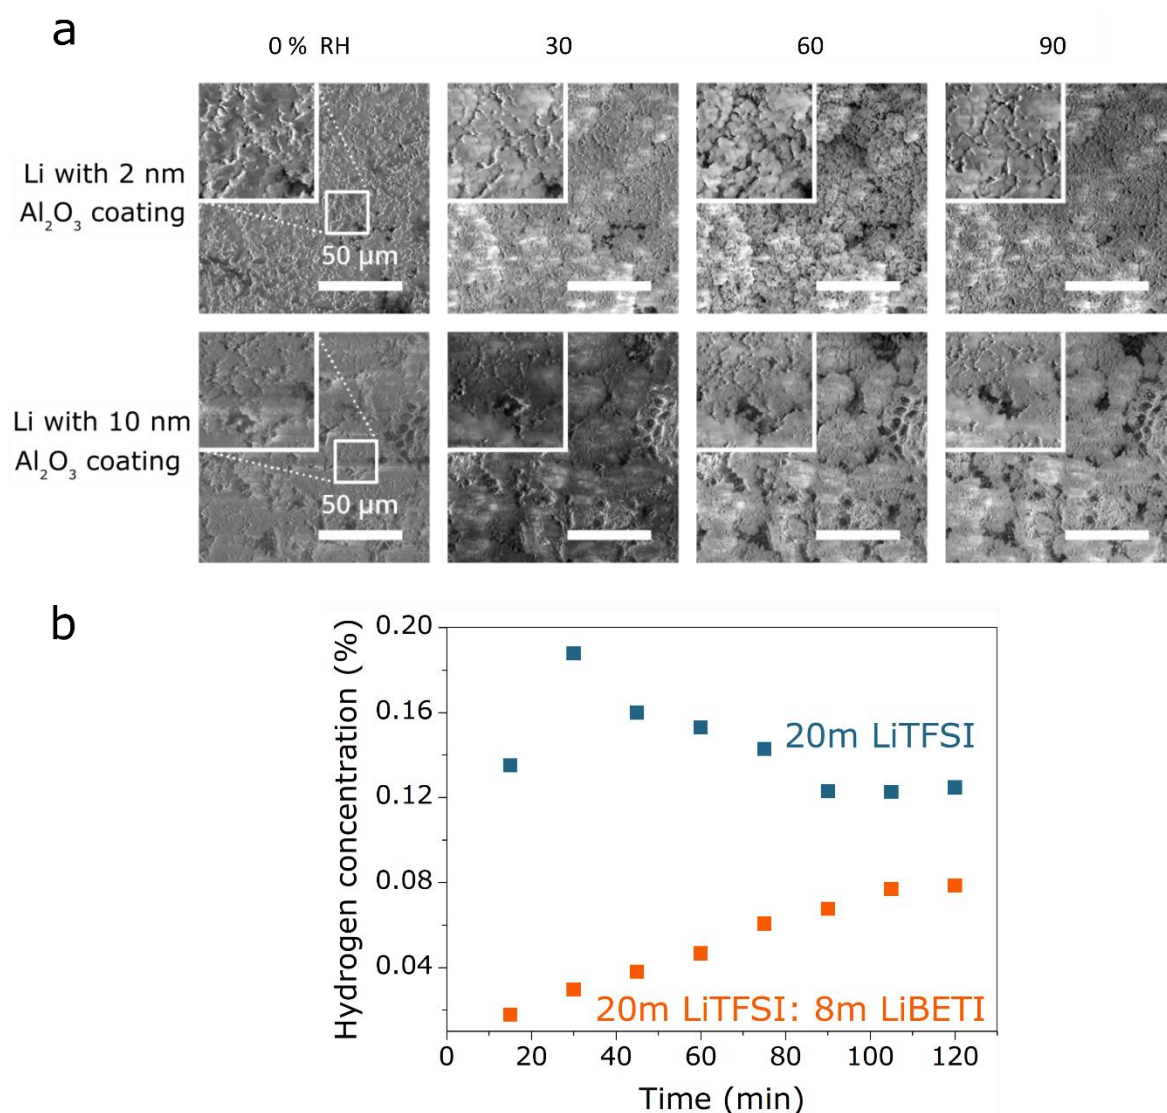 a
0 % RH 30 60 90
Li with 2 nm
Al₂O₃ coating
50 µm
Li with 10 nm
Al₂O₃ coating
50 µm
b
Hydrogen concentration (%)
0.20
0.16
0.12
0.08
0.04
20m LiTFSI
20m LiTFSI: 8m LiBETI
0 20 40 60 80 100 120
Time (min)